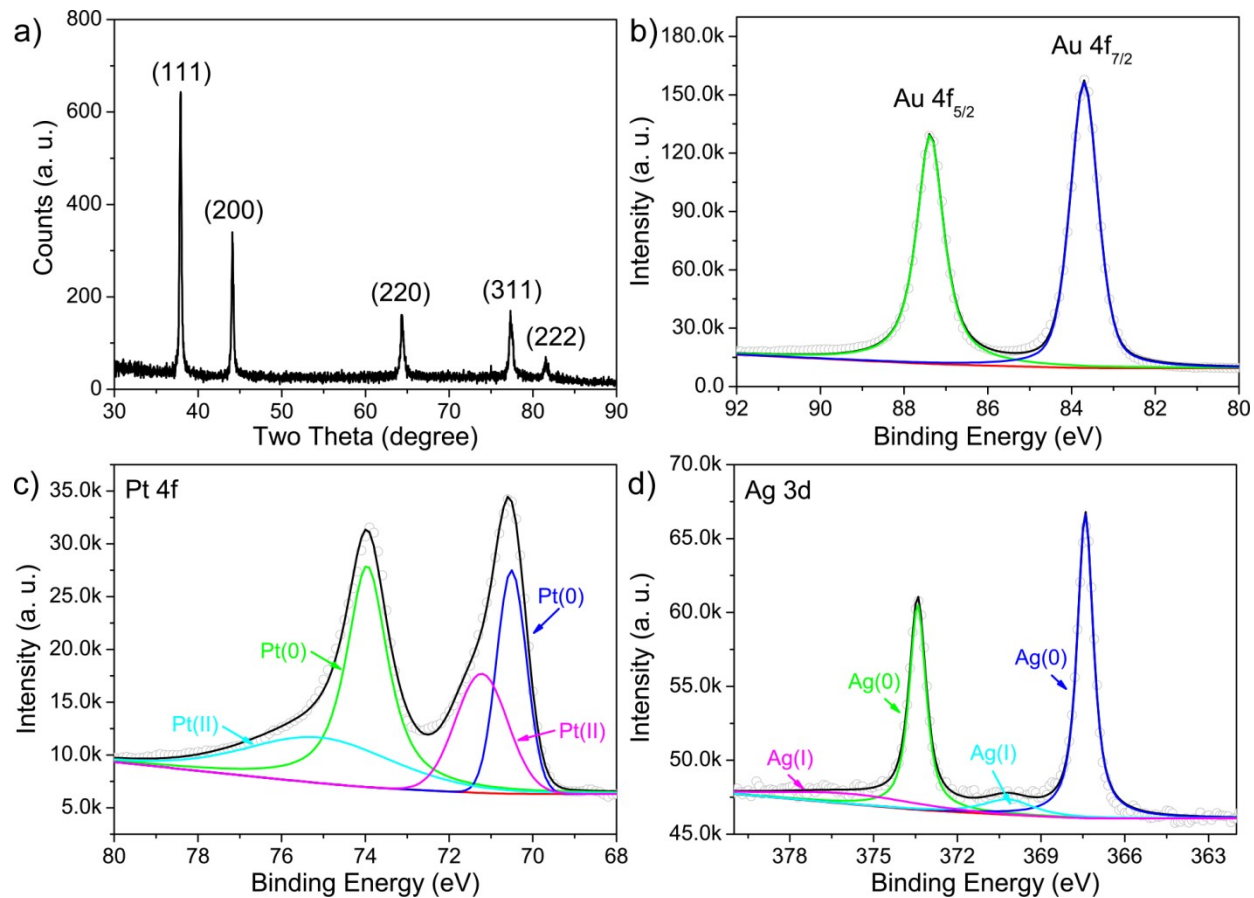 a)
800
600
400
200
0
Counts (a. u.)
(111)
(200)
(220)
(311)
(222)
30 40 50 60 70 80 90
Two Theta (degree)
b)
180.0k
150.0k
120.0k
90.0k
60.0k
30.0k
0.0
Intensity (a. u.)
Au 4f5/2
Au 4f7/2
92 90 88 86 84 82 80
Binding Energy (eV)
c)
Pt 4f
35.0k
30.0k
25.0k
20.0k
15.0k
10.0k
5.0k
Intensity (a. u.)
Pt(0)
Pt(0)
Pt(II)
Pt(II)
80 78 76 74 72 70 68
Binding Energy (eV)
d)
Ag 3d
70.0k
65.0k
60.0k
55.0k
50.0k
45.0k
Intensity (a. u.)
Ag(0)
Ag(0)
Ag(I)
Ag(I)
378 375 372 369 366 363
Binding Energy (eV)